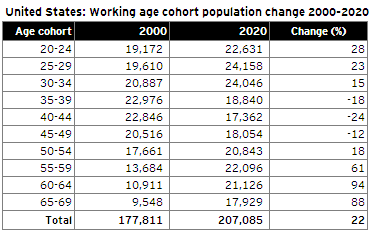 United States: Working age cohort population change 2000-2020
Age cohort 2000 2020 Change (%)
20-24 19,172 22,631 28
25-29 19,610 24,158 23
30-34 20,887 24,046 15
35-39 22,976 18,840 -18
40-44 22,846 17,362 -24
45-49 20,516 18,054 -12
50-54 17,661 20,843 18
55-59 13,684 22,096 61
60-64 10,911 21,126 94
65-69 9,548 17,929 88
Total 177,811 207,085 22